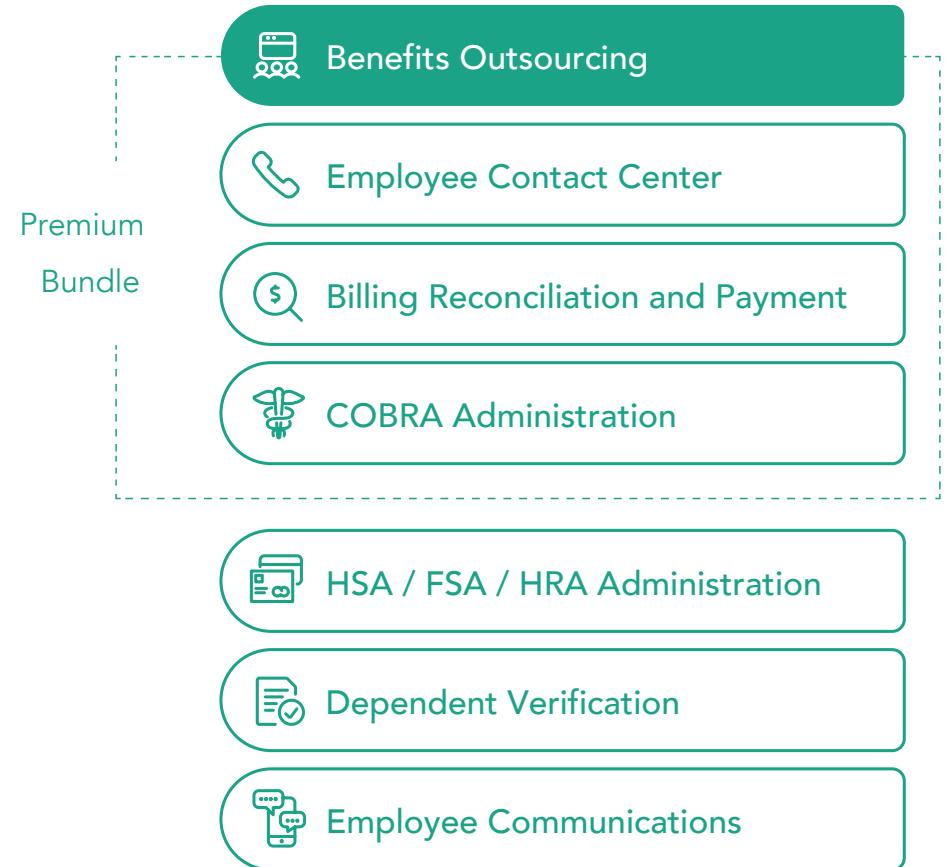 Benefits Outsourcing
Employee Contact Center
Premium
Bundle
$
Billing Reconciliation and Payment
COBRA Administration
HSA / FSA / HRA Administration
Dependent Verification
Employee Communications